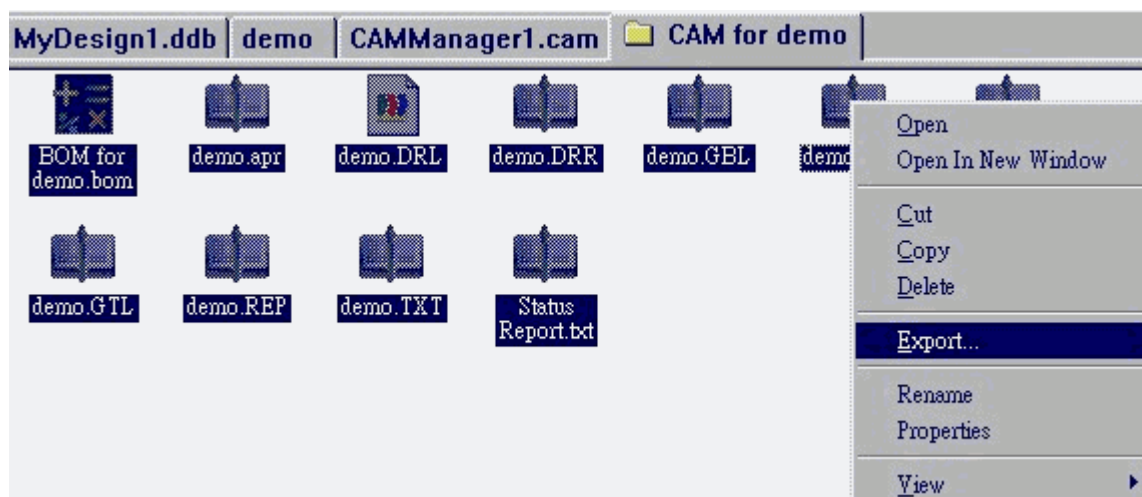 MyDesign1.ddb demo CAMManager1.cam CAM for demo
BOM for
demo.bom
demo.apr
demo.DRL
demo.DRR
demo.GBL
demo
demo.GTL
demo.REP
demo.TXT
Status
Report.txt
Open
Open In New Window
Cut
Copy
Delete
Export...
Rename
Properties
View